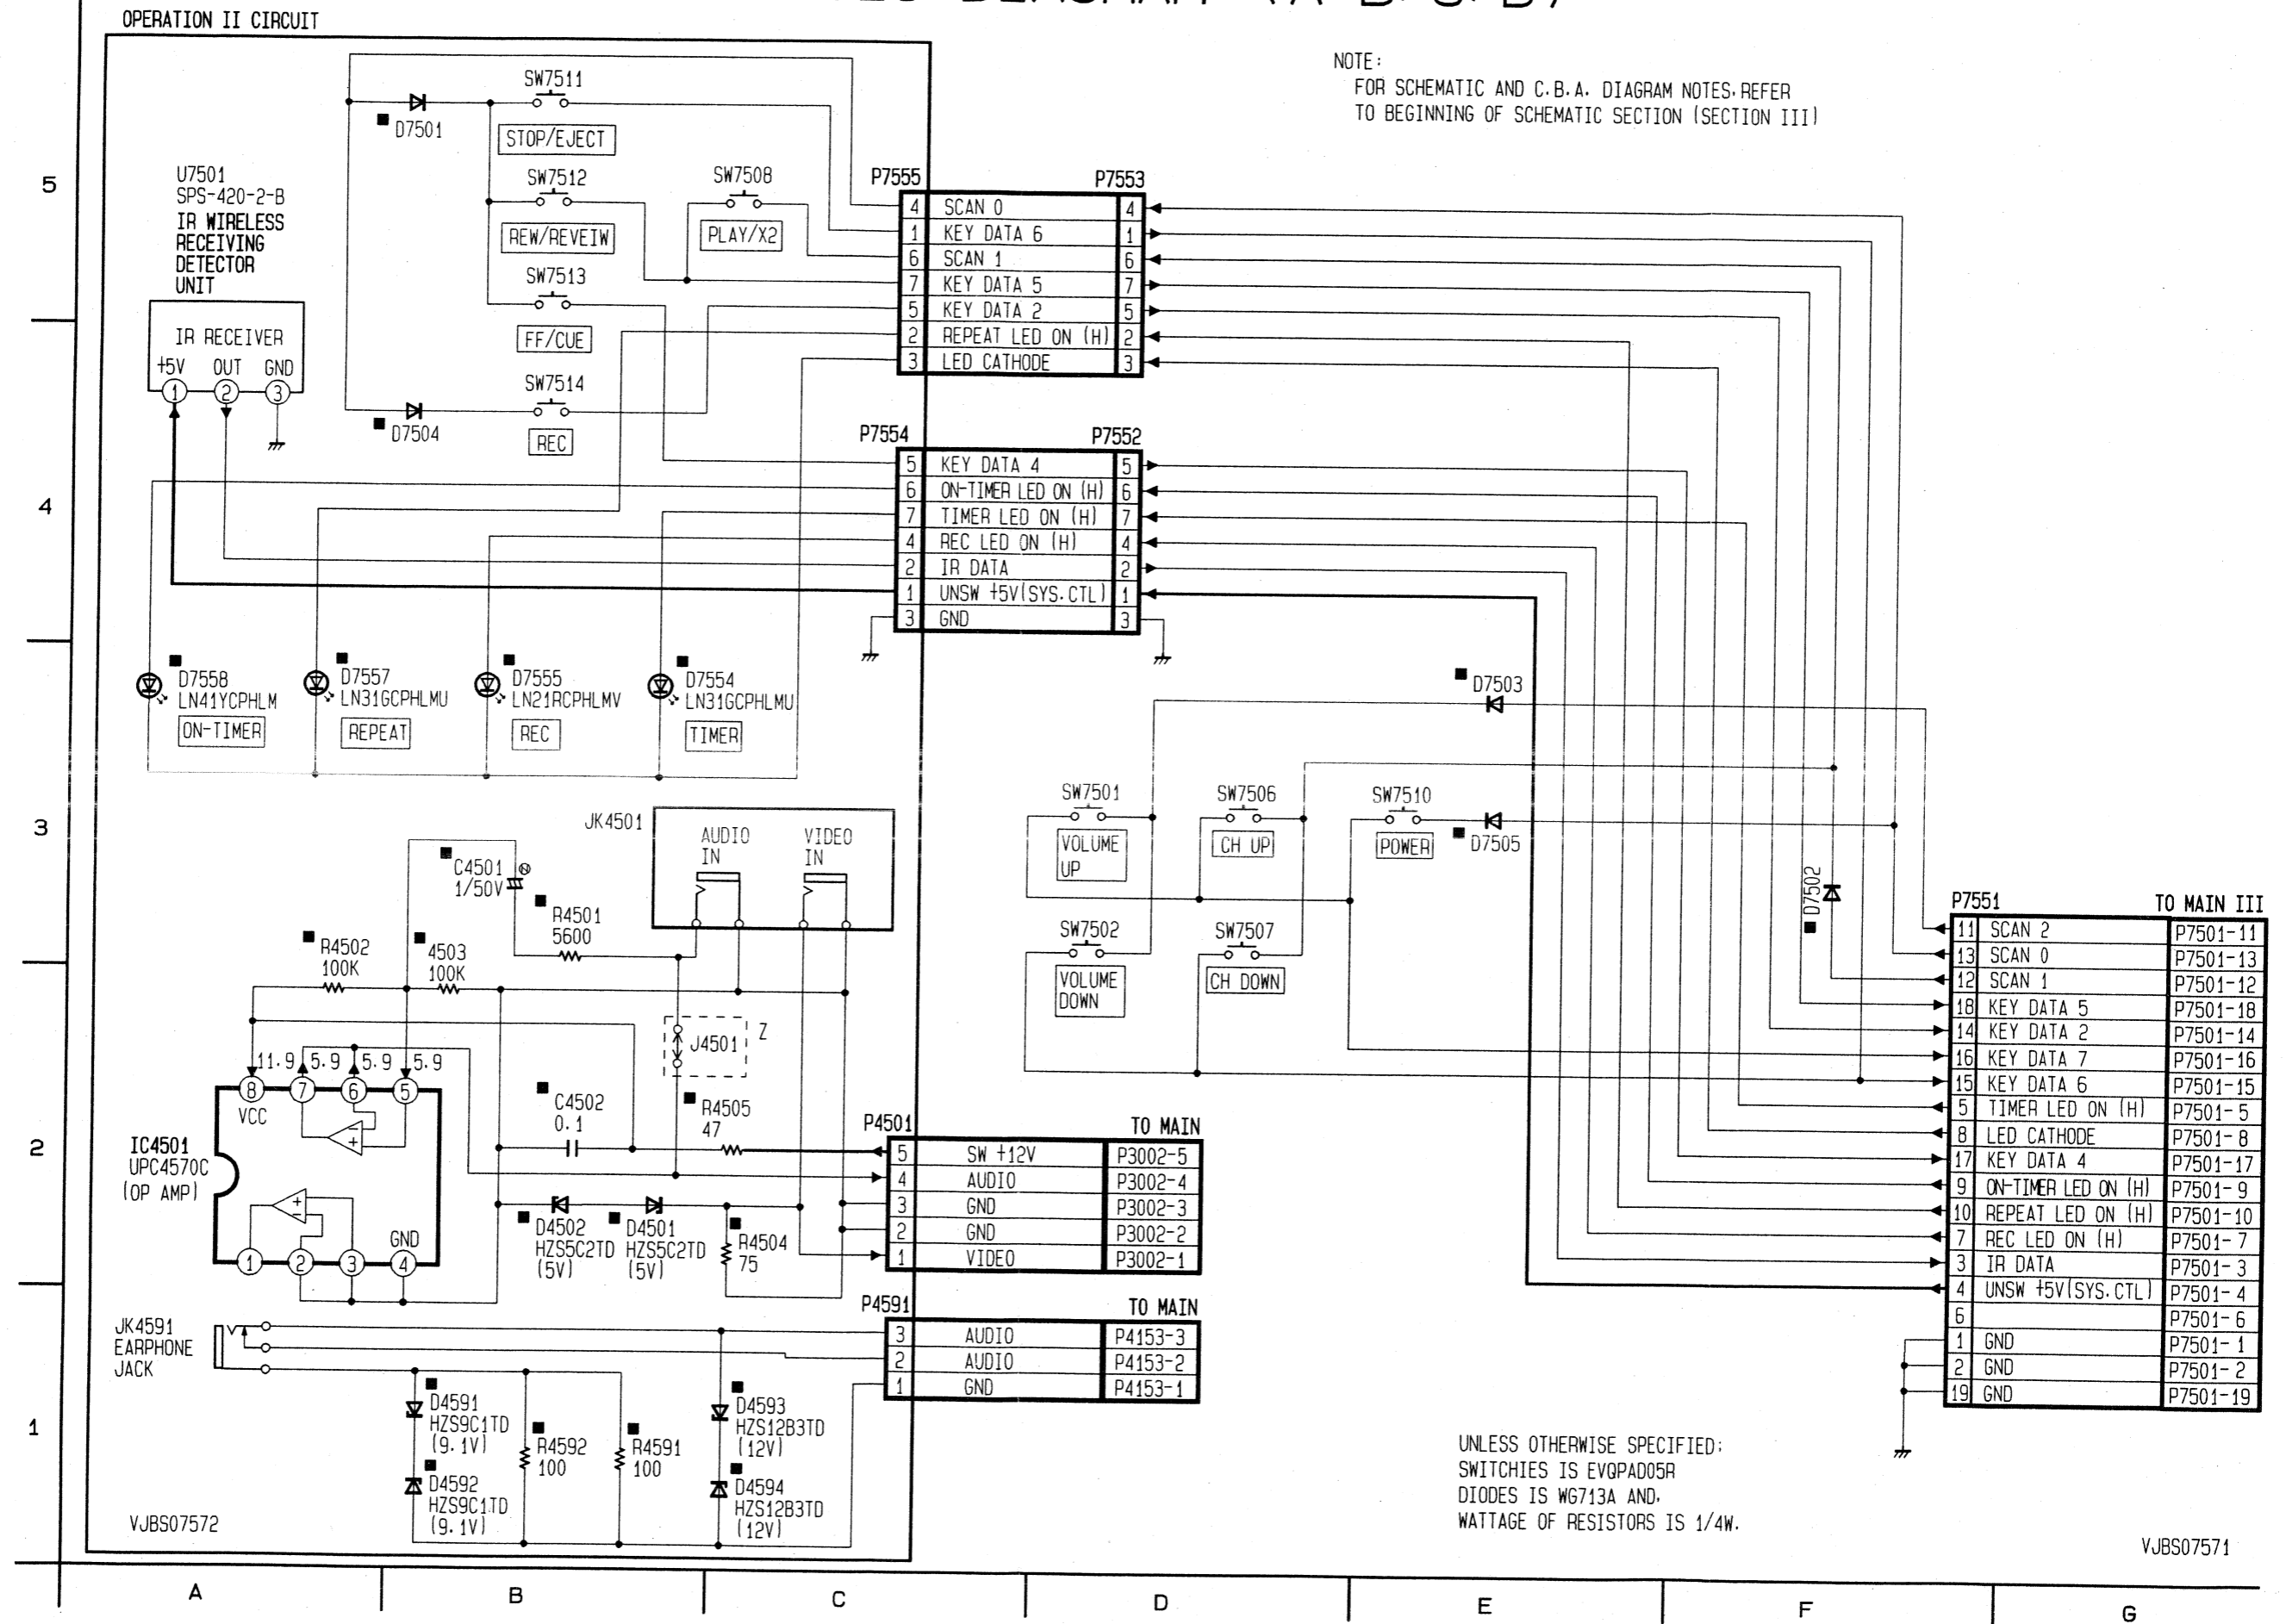 OPERATION II CIRCUIT
NOTE:
FOR SCHEMATIC AND C.B.A. DIAGRAM NOTES, REFER
TO BEGINNING OF SCHEMATIC SECTION (SECTION III)
5
4
3
2
1
U7501
SPS-420-2-B
IR WIRELESS
RECEIVING
DETECTOR
UNIT
IR RECEIVER
+5V OUT GND
1 2 3
D7501
SW7511
STOP/EJECT
SW7512
REW/REVEIW
SW7508
PLAY/X2
SW7513
FF/CUE
SW7514
REC
D7504
P7555 P7553
4 SCAN 0 4
1 KEY DATA 6 1
6 SCAN 1 6
7 KEY DATA 5 7
5 KEY DATA 2 5
2 REPEAT LED ON (H) 2
3 LED CATHODE 3
P7554 P7552
5 KEY DATA 4 5
6 ON-TIMER LED ON (H) 6
7 TIMER LED ON (H) 7
4 REC LED ON (H) 4
2 IR DATA 2
1 UNSW +5V(SYS.CTL) 1
3 GND 3
D7558
LN41YCPHLM
ON-TIMER
D7557
LN31GCPHLMU
REPEAT
D7555
LN21RCPHLMV
REC
D7554
LN31GCPHLMU
TIMER
D7503
SW7501
VOLUME
UP
SW7506
CH UP
SW7510
POWER
D7505
SW7502
VOLUME
DOWN
SW7507
CH DOWN
D7502
JK4501
AUDIO
IN
VIDEO
IN
C4501
1/50V
N
R4501
5600
R4502
100K
4503
100K
J4501
Z
11.9 5.9 5.9 5.9
8 7 6 5
VCC
IC4501
UPC4570C
(OP AMP)
GND
1 2 3 4
C4502
0.1
R4505
47
D4502
HZS5C2TD
(5V)
D4501
HZS5C2TD
(5V)
R4504
75
P4501 TO MAIN
5 SW +12V P3002-5
4 AUDIO P3002-4
3 GND P3002-3
2 GND P3002-2
1 VIDEO P3002-1
P4591 TO MAIN
3 AUDIO P4153-3
2 AUDIO P4153-2
1 GND P4153-1
JK4591
EARPHONE
JACK
D4591
HZS9C1TD
(9.1V)
D4592
HZS9C1TD
(9.1V)
R4592
100
R4591
100
D4593
HZS12B3TD
(12V)
D4594
HZS12B3TD
(12V)
VJBS07572
P7551 TO MAIN III
11 SCAN 2 P7501-11
13 SCAN 0 P7501-13
12 SCAN 1 P7501-12
18 KEY DATA 5 P7501-18
14 KEY DATA 2 P7501-14
16 KEY DATA 7 P7501-16
15 KEY DATA 6 P7501-15
5 TIMER LED ON (H) P7501- 5
8 LED CATHODE P7501- 8
17 KEY DATA 4 P7501-17
9 ON-TIMER LED ON (H) P7501- 9
10 REPEAT LED ON (H) P7501-10
7 REC LED ON (H) P7501- 7
3 IR DATA P7501- 3
4 UNSW +5V(SYS.CTL) P7501- 4
6 P7501- 6
1 GND P7501- 1
2 GND P7501- 2
19 GND P7501-19
UNLESS OTHERWISE SPECIFIED;
SWITCHIES IS EVQPAD05R
DIODES IS WG713A AND,
WATTAGE OF RESISTORS IS 1/4W.
VJBS07571
A B C D E F G